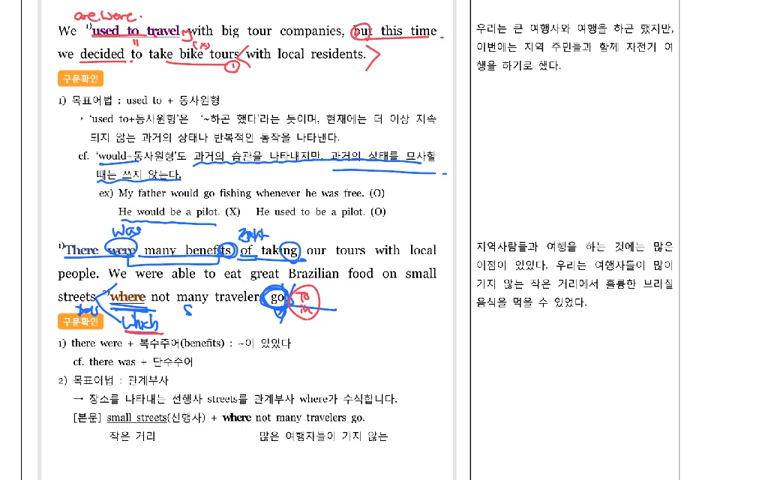 are. were.
We ¹⁾used to travel with big tour companies, but this time
we decided to take bike tours with local residents.
구문확인
1) 목표어법 : used to + 동사원형
‘used to+동사원형’은 ‘~하곤 했다’라는 뜻이며, 현재에는 더 이상 지속
되지 않는 과거의 상태나 반복적인 동작을 나타낸다.
cf. ‘would+동사원형’도 과거의 습관을 나타내지만, 과거의 상태를 묘사할
때는 쓰지 않는다.
ex) My father would go fishing whenever he was free. (O)
He would be a pilot. (X) He used to be a pilot. (O)
was
¹⁾There were many benefits of taking our tours with local
people. We were able to eat great Brazilian food on small
streets ²⁾where not many travelers go.
which
구문확인
1) there were + 복수주어(benefits) : ~이 있었다
cf. there was + 단수주어
2) 목표어법 : 관계부사
→ 장소를 나타내는 선행사 streets를 관계부사 where가 수식합니다.
[본문] small streets(선행사) + where not many travelers go.
작은 거리 많은 여행자들이 가지 않는
우리는 큰 여행사와 여행을 하곤 했지만,
이번에는 지역 주민들과 함께 자전거 여
행을 하기로 했다.
지역사람들과 여행을 하는 것에는 많은
이점이 있었다. 우리는 여행자들이 많이
가지 않는 작은 거리에서 훌륭한 브라질
음식을 먹을 수 있었다.